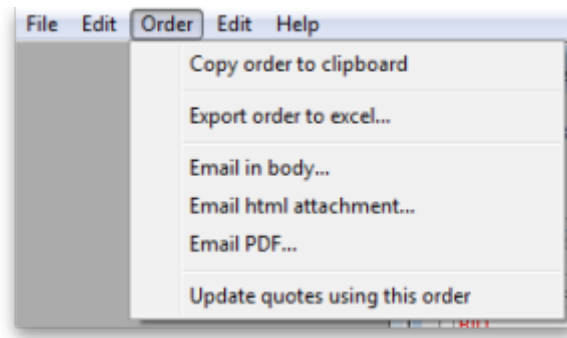 File Edit Order Edit Help
Copy order to clipboard
Export order to excel...
Email in body...
Email html attachment...
Email PDF...
Update quotes using this order